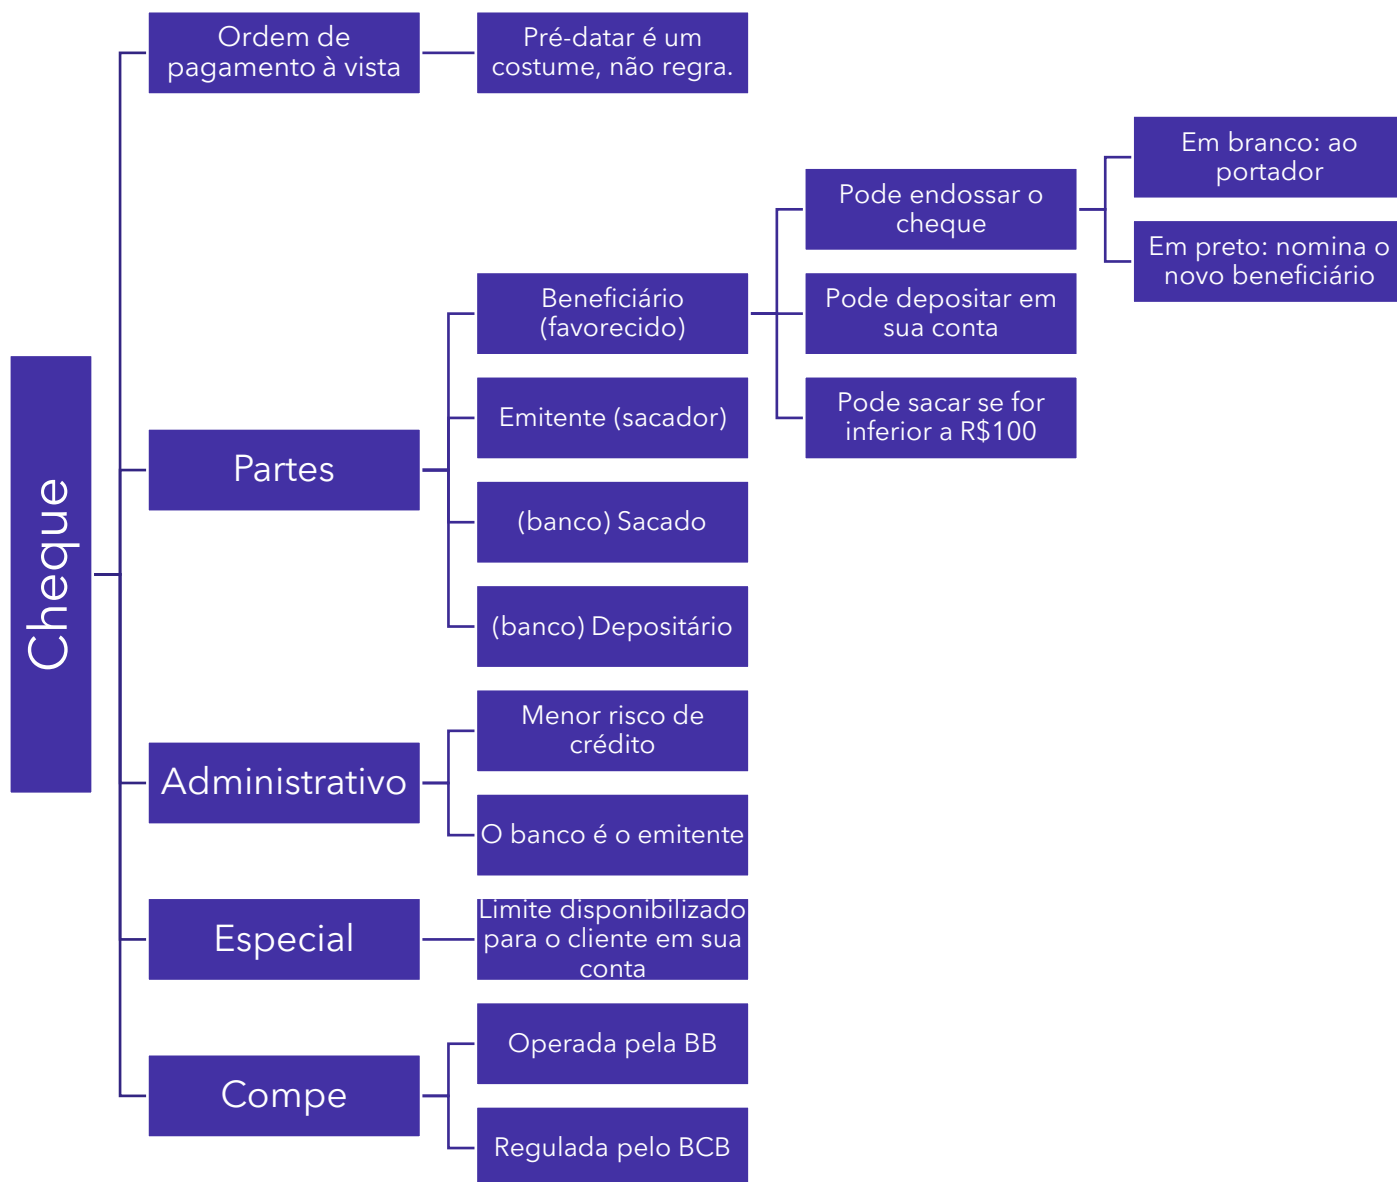 Cheque
Ordem de
pagamento à vista
Pré-datar é um
costume, não regra.
Partes
Beneficiário
(favorecido)
Pode endossar o
cheque
Em branco: ao
portador
Em preto: nomina o
novo beneficiário
Pode depositar em
sua conta
Pode sacar se for
inferior a R$100
Emitente (sacador)
(banco) Sacado
(banco) Depositário
Administrativo
Menor risco de
crédito
O banco é o emitente
Especial
Limite disponibilizado
para o cliente em sua
conta
Compe
Operada pela BB
Regulada pelo BCB